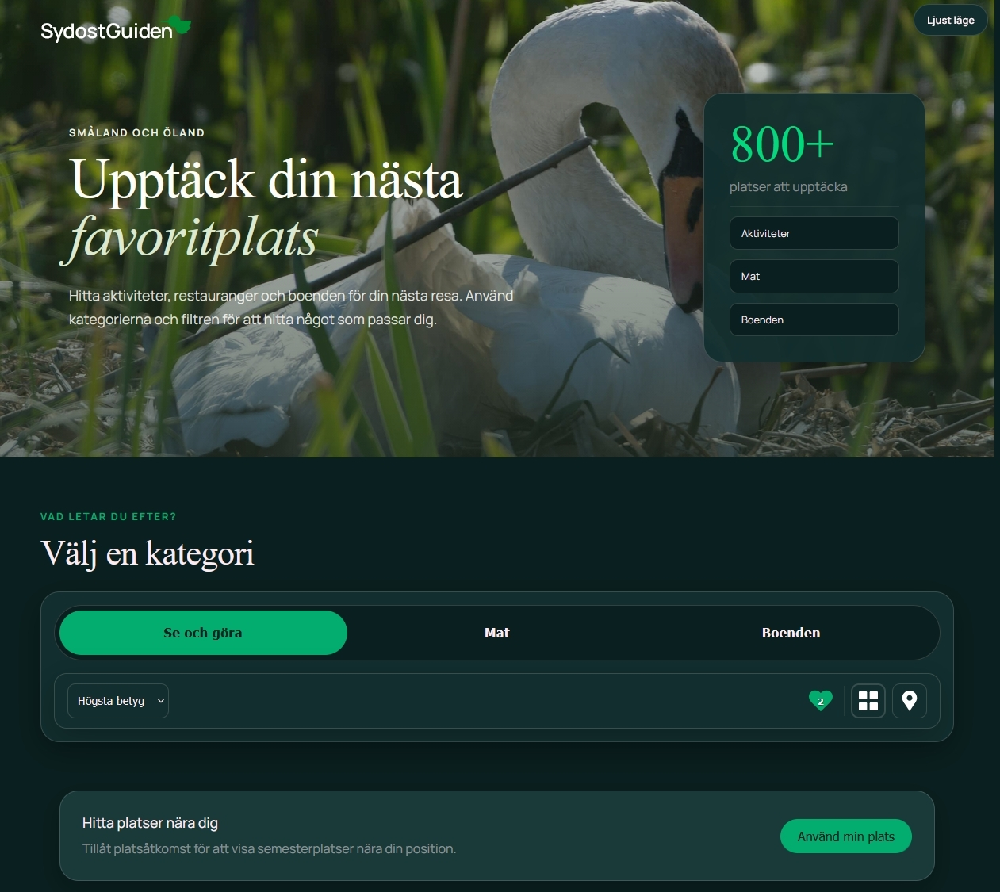 SydostGuiden
Ljust läge
SMÅLAND OCH ÖLAND
Upptäck din nästa
favoritplats
Hitta aktiviteter, restauranger och boenden för din nästa resa. Använd
kategorierna och filtren för att hitta något som passar dig.
800+
platser att upptäcka
Aktiviteter
Mat
Boenden
VAD LETAR DU EFTER?
Välj en kategori
Se och göra
Mat
Boenden
Högsta betyg
2
Hitta platser nära dig
Tillåt platsåtkomst för att visa semesterplatser nära din position.
Använd min plats